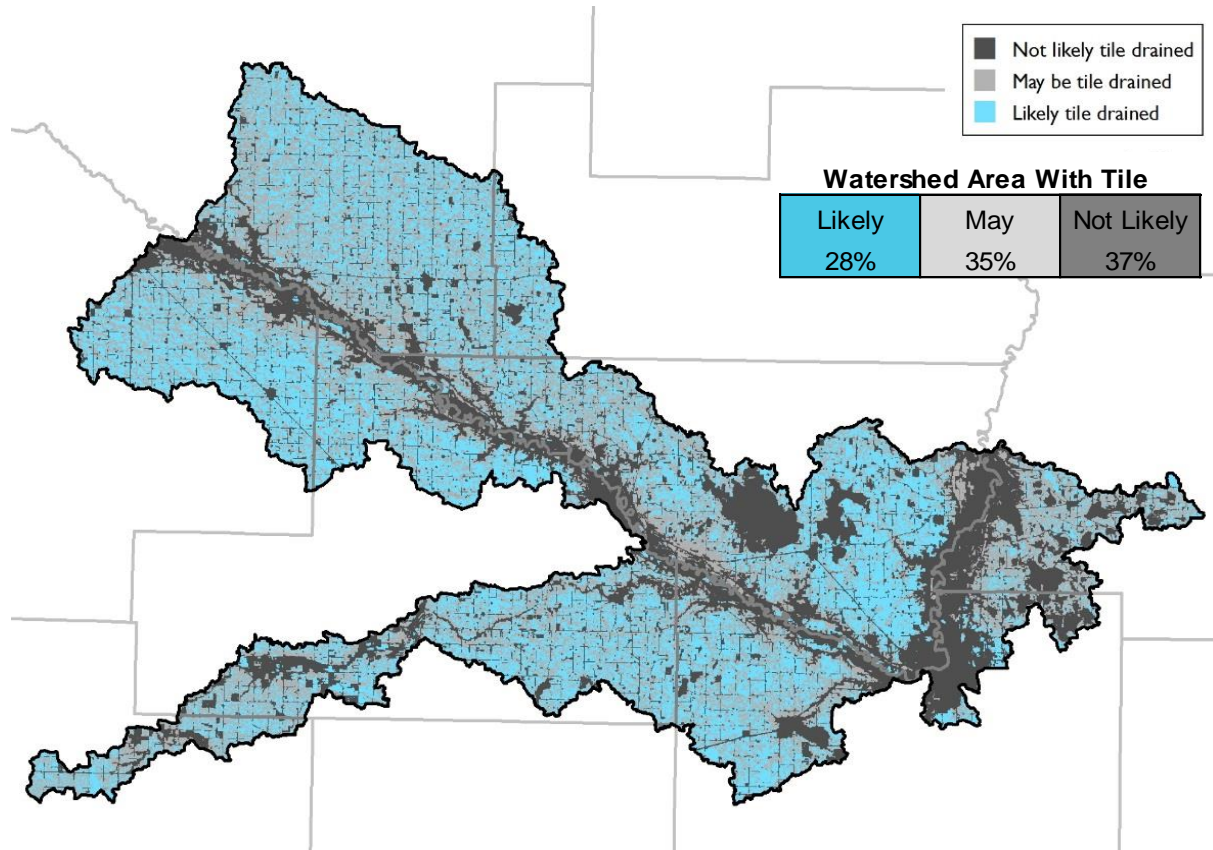 Not likely tile drained
May be tile drained
Likely tile drained
Watershed Area With Tile
Likely May Not Likely
28% 35% 37%